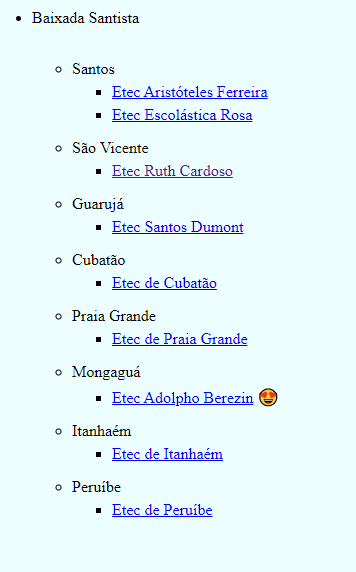 Baixada Santista
Santos
Etec Aristóteles Ferreira
Etec Escolástica Rosa
São Vicente
Etec Ruth Cardoso
Guarujá
Etec Santos Dumont
Cubatão
Etec de Cubatão
Praia Grande
Etec de Praia Grande
Mongaguá
Etec Adolpho Berezin 😍
Itanhaém
Etec de Itanhaém
Peruíbe
Etec de Peruíbe